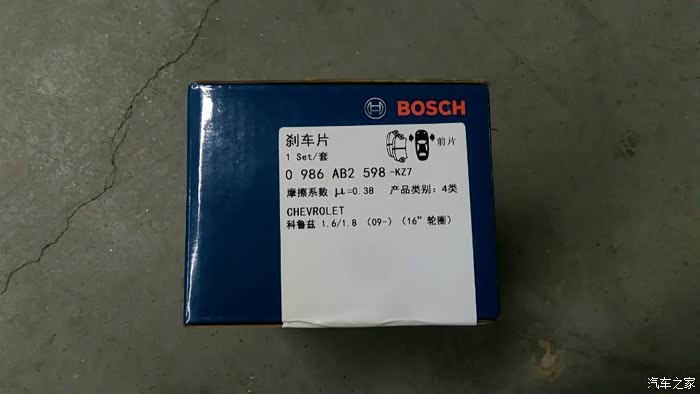 BOSCH
刹车片
1 Set/套
前片
0 986 AB2 598-KZ7
摩擦系数 μ=0.38 产品类别：4类
CHEVROLET
科鲁兹 1.6/1.8 （09-）（16”轮圈）
汽车之家